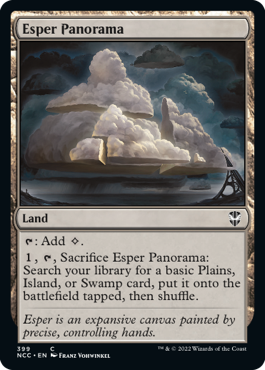 Esper Panorama
Land
: Add .
1, , Sacrifice Esper Panorama:
Search your library for a basic Plains,
Island, or Swamp card, put it onto the
battlefield tapped, then shuffle.
Esper is an expansive canvas painted by
precise, controlling hands.
399 C
NCC • EN Franz Vohwinkel
™ & © 2022 Wizards of the Coast